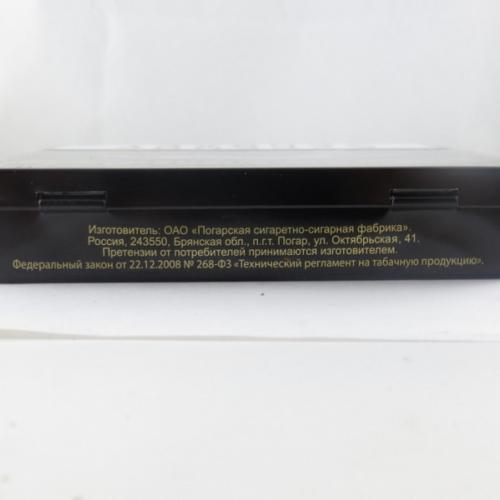 Изготовитель: ОАО «Погарская сигаретно-сигарная фабрика».
Россия, 243550, Брянская обл., п.г.т. Погар, ул. Октябрьская, 41.
Претензии от потребителей принимаются изготовителем.
Федеральный закон от 22.12.2008 № 268-ФЗ «Технический регламент на табачную продукцию».